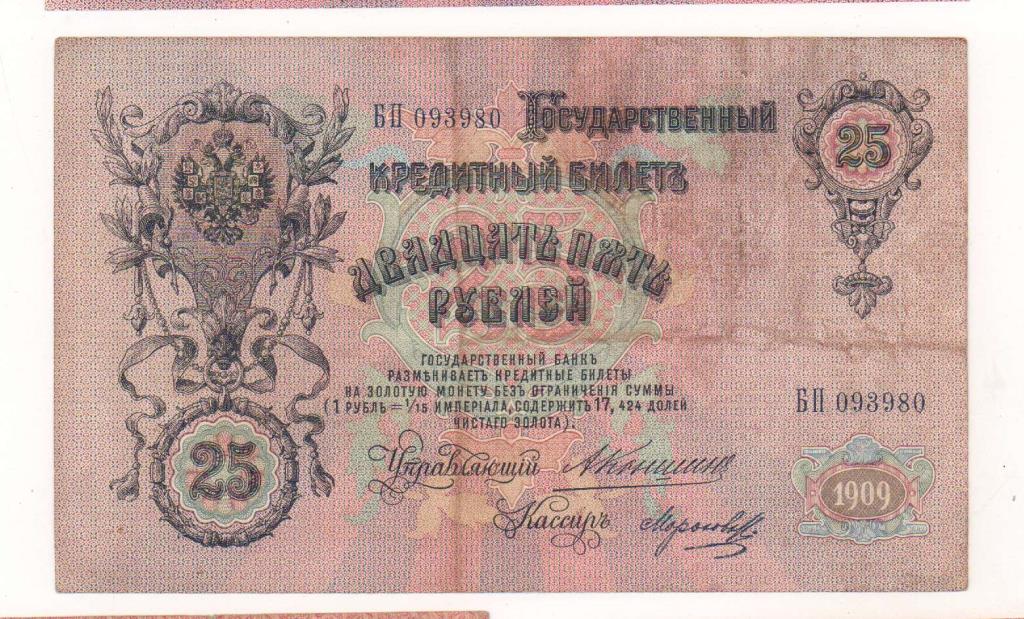 БП 093980 Государственный
25
Кредитный Билетъ
Двадцать пять
рублей
Государственный Банкъ
размѣниваетъ кредитные билеты
на золотую монету безъ ограниченія суммы
(1 рубль = 1/15 имперіала, содержитъ 17,424 долей
чистаго золота).
БП 093980
Управляющій
25
1909
Кассиръ